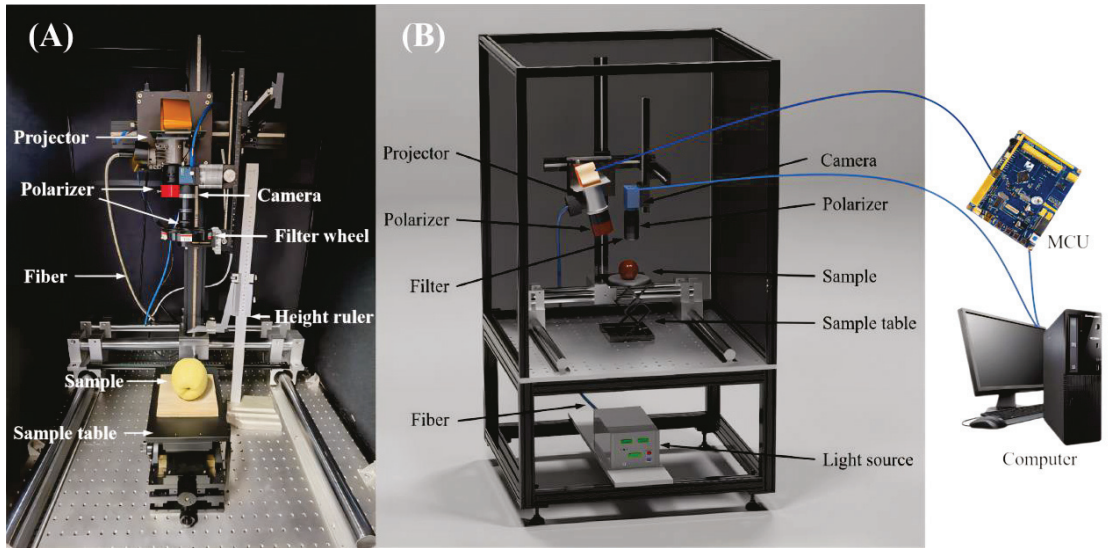 (A)
Projector
Polarizer
Camera
Filter wheel
Fiber
Height ruler
Sample
Sample table
(B)
Projector
Camera
Polarizer
Polarizer
Filter
Sample
Sample table
Fiber
Light source
MCU
Computer